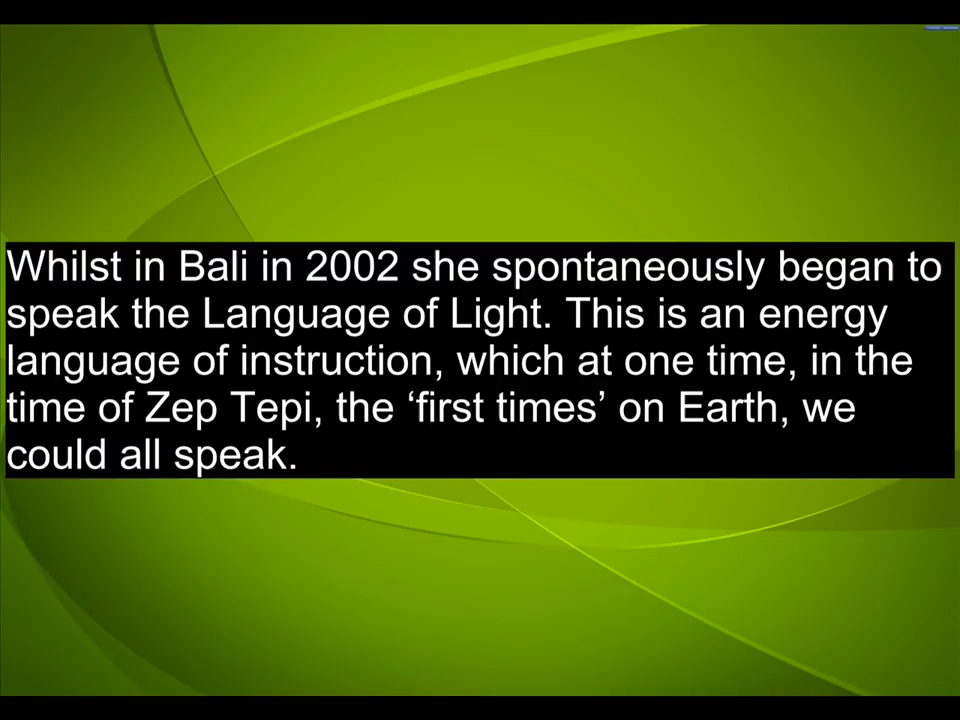 Whilst in Bali in 2002 she spontaneously began to
speak the Language of Light. This is an energy
language of instruction, which at one time, in the
time of Zep Tepi, the ‘first times’ on Earth, we
could all speak.